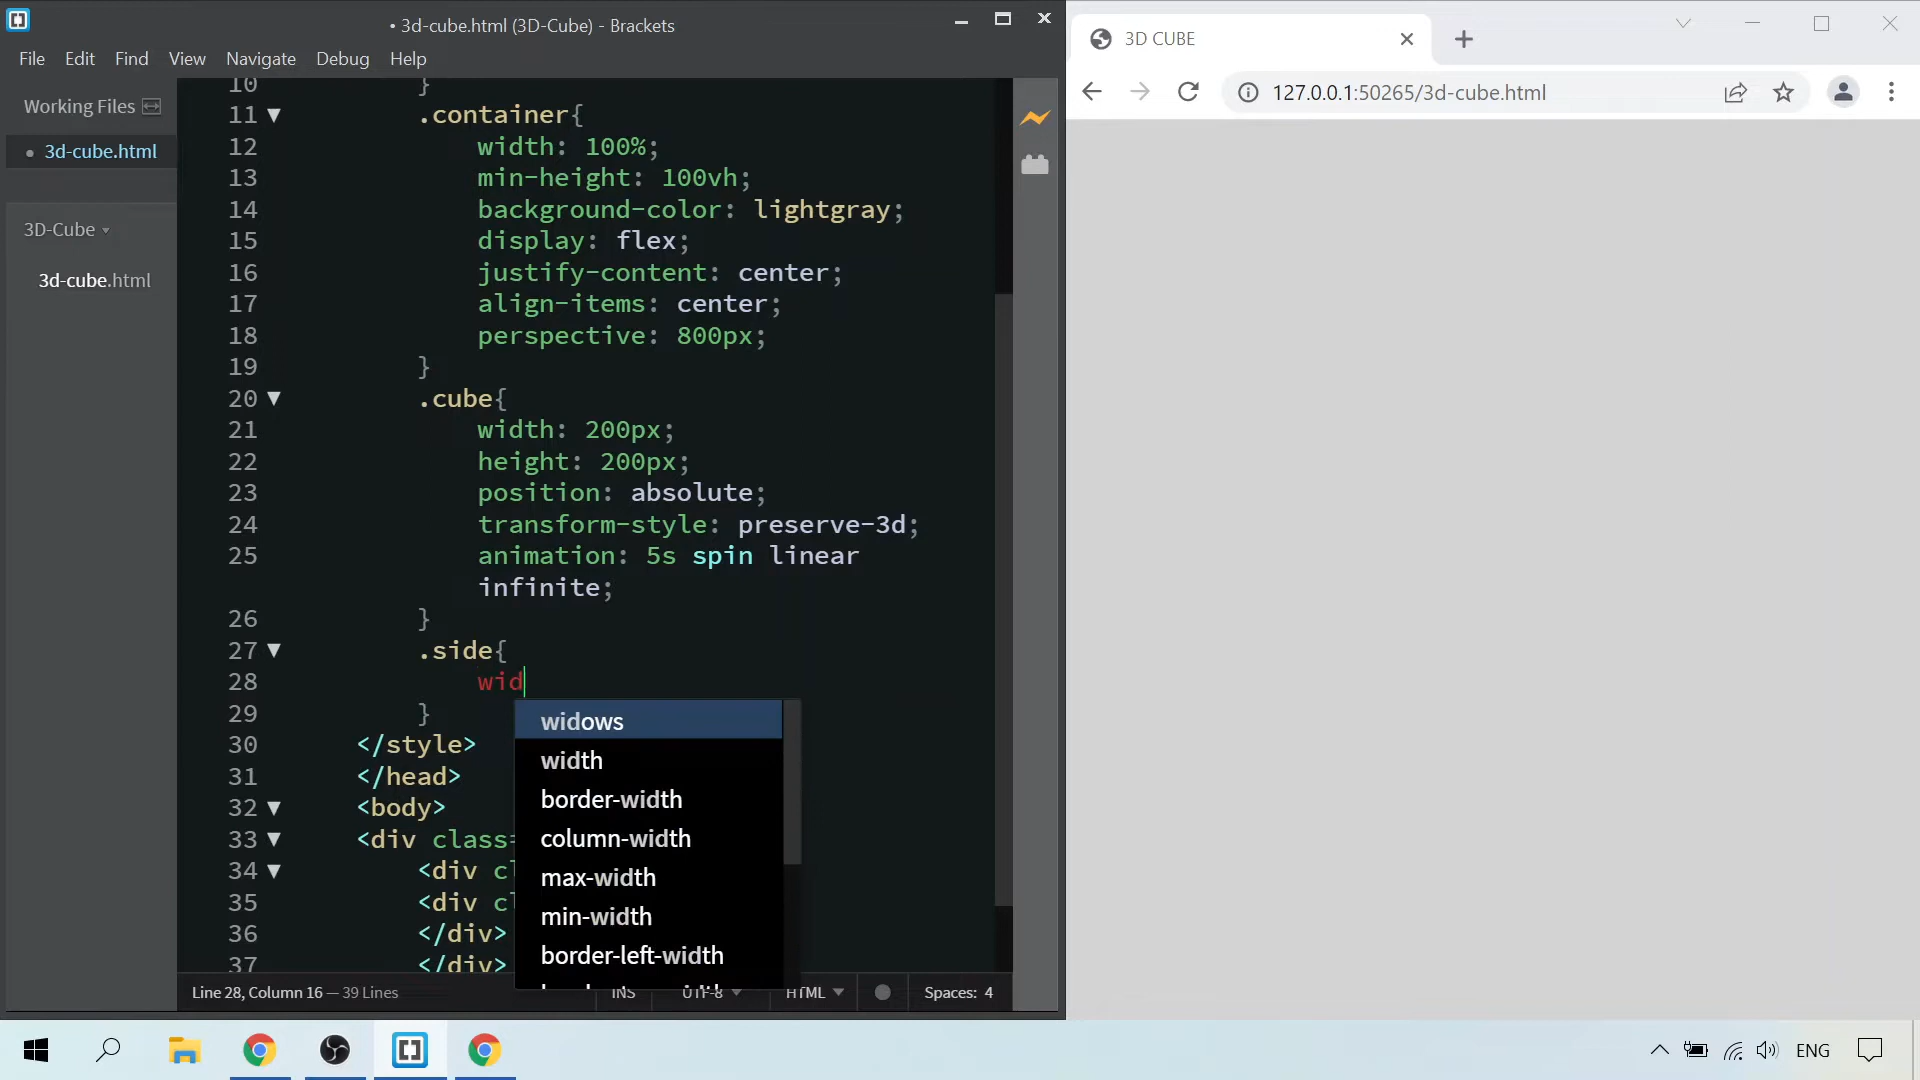 • 3d-cube.html (3D-Cube) - Brackets
File Edit Find View Navigate Debug Help
Working Files
• 3d-cube.html
3D-Cube
3d-cube.html
10 }
11 .container{
12 width: 100%;
13 min-height: 100vh;
14 background-color: lightgray;
15 display: flex;
16 justify-content: center;
17 align-items: center;
18 perspective: 800px;
19 }
20 .cube{
21 width: 200px;
22 height: 200px;
23 position: absolute;
24 transform-style: preserve-3d;
25 animation: 5s spin linear
infinite;
26 }
27 .side{
28 wid
29 }
30 </style>
31 </head>
32 <body>
33 <div class=
34 <div cl
35 <div cl
36 </div>
37 </div>
widows
width
border-width
column-width
max-width
min-width
border-left-width
Line 28, Column 16 — 39 Lines
INS UTF-8 HTML Spaces: 4
3D CUBE
127.0.0.1:50265/3d-cube.html
ENG